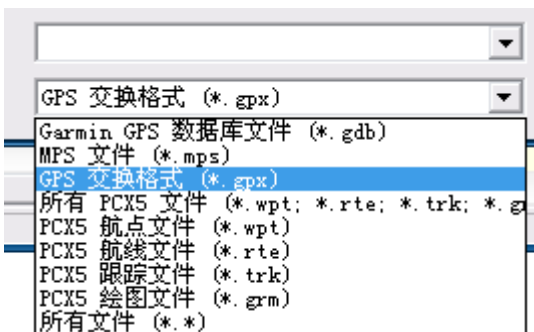 GPS 交换格式 (*.gpx)
Garmin GPS 数据库文件 (*.gdb)
MPS 文件 (*.mps)
GPS 交换格式 (*.gpx)
所有 PCX5 文件 (*.wpt; *.rte; *.trk; *.g
PCX5 航点文件 (*.wpt)
PCX5 航线文件 (*.rte)
PCX5 跟踪文件 (*.trk)
PCX5 绘图文件 (*.grm)
所有文件 (*.*)